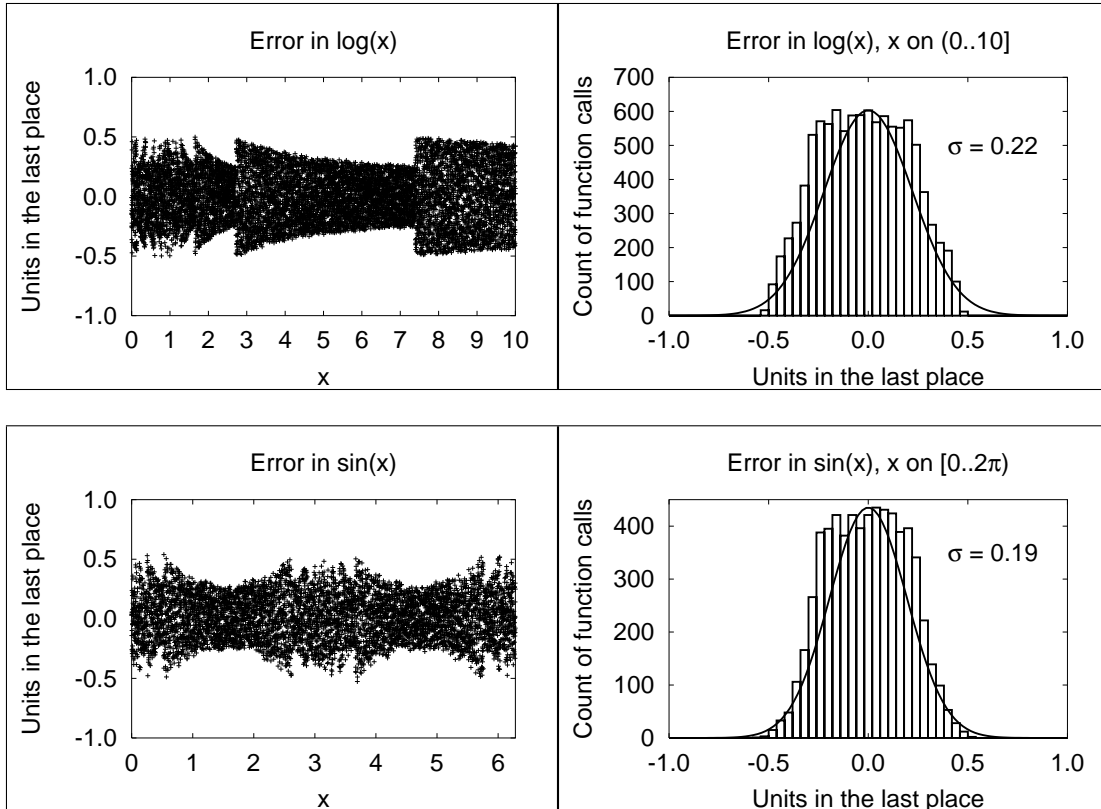 Error in log(x)
Units in the last place
1.0
0.5
0.0
-0.5
-1.0
0 1 2 3 4 5 6 7 8 9 10
x
Error in log(x), x on (0..10]
Count of function calls
700
600
500
400
300
200
100
0
σ = 0.22
-1.0 -0.5 0.0 0.5 1.0
Units in the last place
Error in sin(x)
Units in the last place
1.0
0.5
0.0
-0.5
-1.0
0 1 2 3 4 5 6
x
Error in sin(x), x on [0..2π)
Count of function calls
400
300
200
100
0
σ = 0.19
-1.0 -0.5 0.0 0.5 1.0
Units in the last place